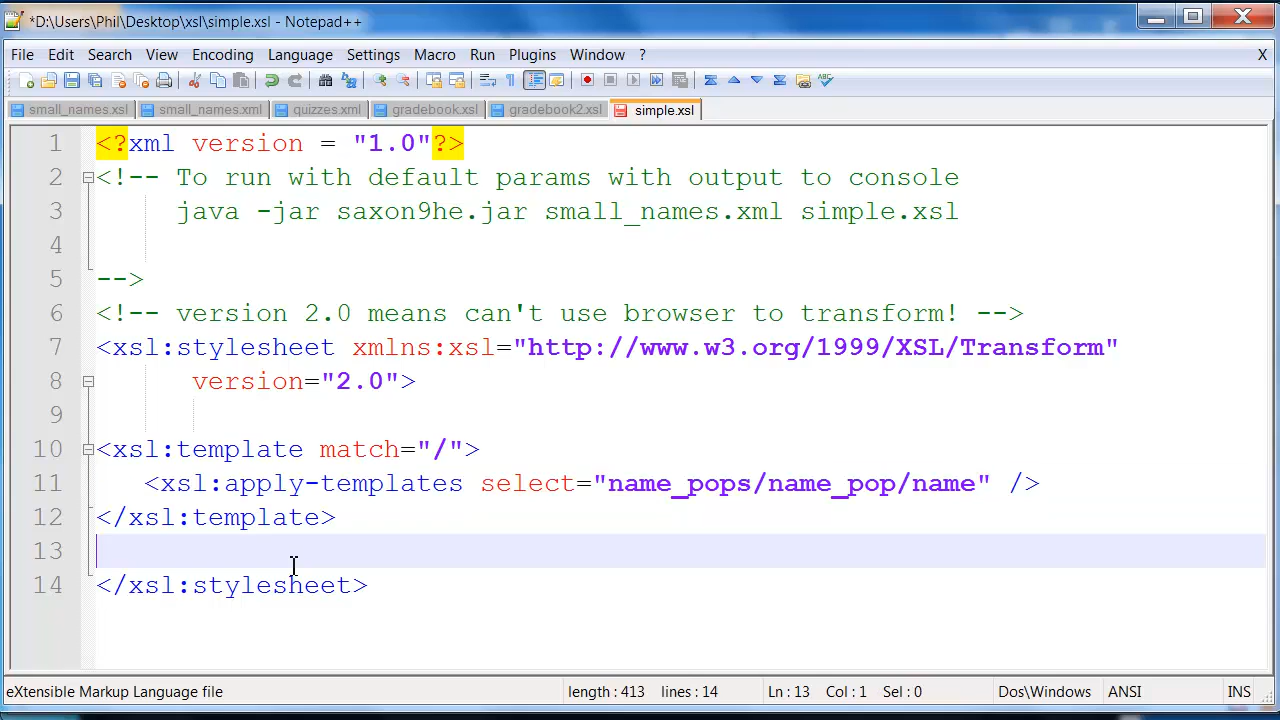 *D:\Users\Phil\Desktop\xsl\simple.xsl - Notepad++
File Edit Search View Encoding Language Settings Macro Run Plugins Window ? X
small_names.xsl small_names.xml quizzes.xml gradebook.xsl gradebook2.xsl simple.xsl
1 <?xml version = "1.0"?>
2 <!-- To run with default params with output to console
3 java -jar saxon9he.jar small_names.xml simple.xsl
4
5 -->
6 <!-- version 2.0 means can't use browser to transform! -->
7 <xsl:stylesheet xmlns:xsl="http://www.w3.org/1999/XSL/Transform"
8 version="2.0">
9
10 <xsl:template match="/">
11 <xsl:apply-templates select="name_pops/name_pop/name" />
12 </xsl:template>
13
14 </xsl:stylesheet>
eXtensible Markup Language file length : 413 lines : 14 Ln : 13 Col : 1 Sel : 0 Dos\Windows ANSI INS